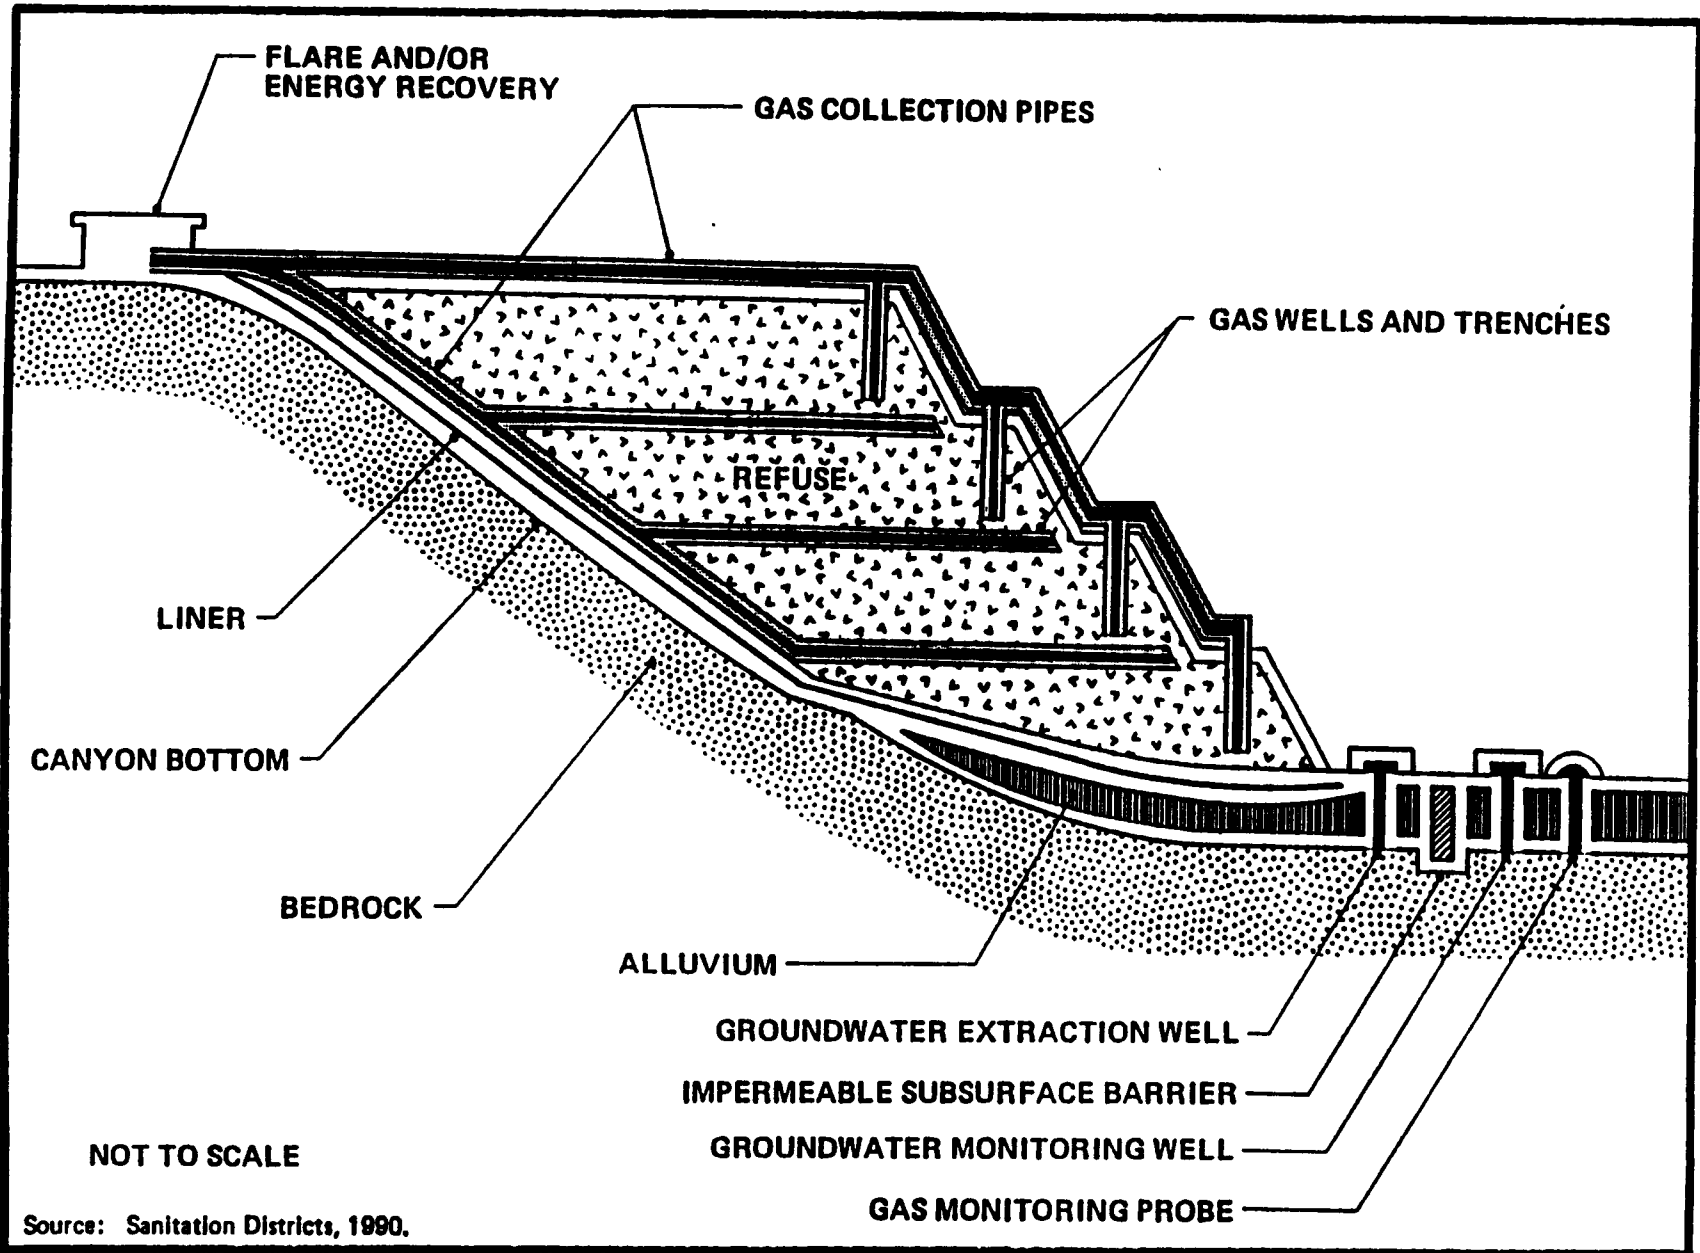 FLARE AND/OR
ENERGY RECOVERY
GAS COLLECTION PIPES
GAS WELLS AND TRENCHES
REFUSE
LINER
CANYON BOTTOM
BEDROCK
ALLUVIUM
GROUNDWATER EXTRACTION WELL
IMPERMEABLE SUBSURFACE BARRIER
GROUNDWATER MONITORING WELL
GAS MONITORING PROBE
NOT TO SCALE
Source: Sanitation Districts, 1990.